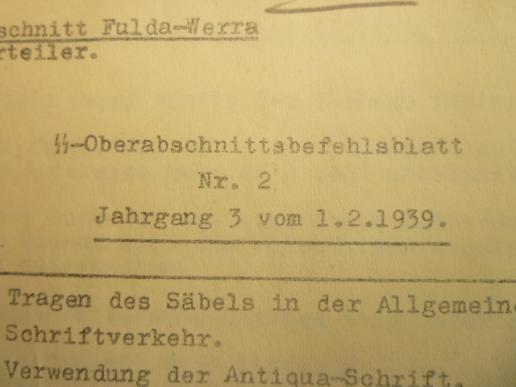 schnitt Fulda-Werra
rteiler.
ϟϟ-Oberabschnittsbefehlsblatt
Nr. 2
Jahrgang 3 vom 1.2.1939.
Tragen des Säbels in der Allgemein
Schriftverkehr.
Verwendung der Antiqua-Schrift.